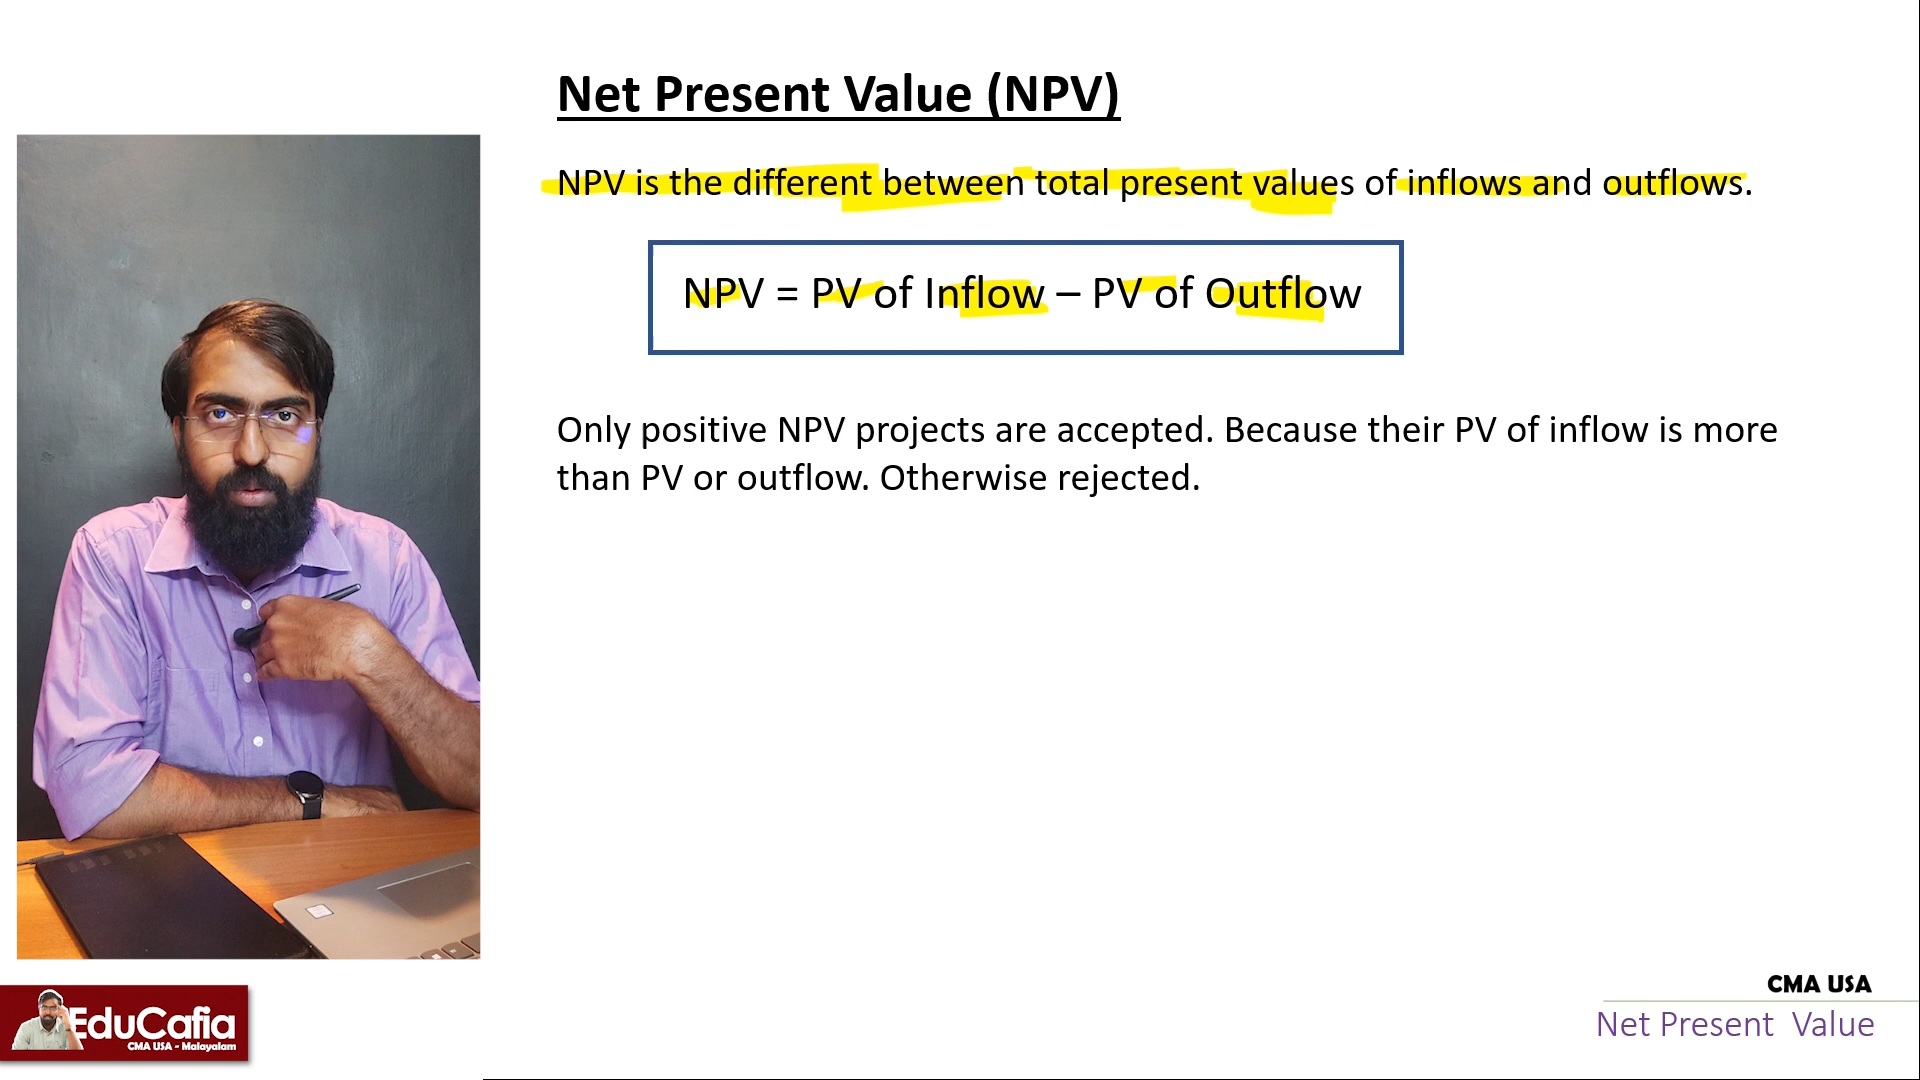 Net Present Value (NPV)
NPV is the different between total present values of inflows and outflows.
NPV = PV of Inflow – PV of Outflow
Only positive NPV projects are accepted. Because their PV of inflow is more
than PV or outflow. Otherwise rejected.
EduCafia
CMA USA - Malayalam
CMA USA
Net Present Value